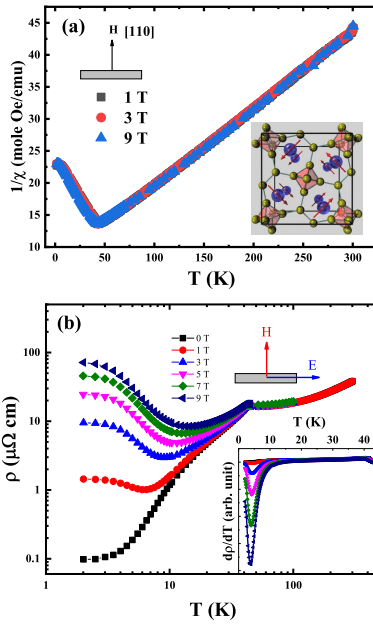 (a)
H [110]
1 T
3 T
9 T
45
40
35
30
25
20
15
10
1/χ (mole Oe/emu)
0 50 100 150 200 250 300
T (K)
(b)
0 T
1 T
3 T
5 T
7 T
9 T
H
E
100
10
1
0.1
ρ (μΩ cm)
1 10 100
T (K)
T (K)
0 10 20 30 40
dρ/dT (arb. unit)